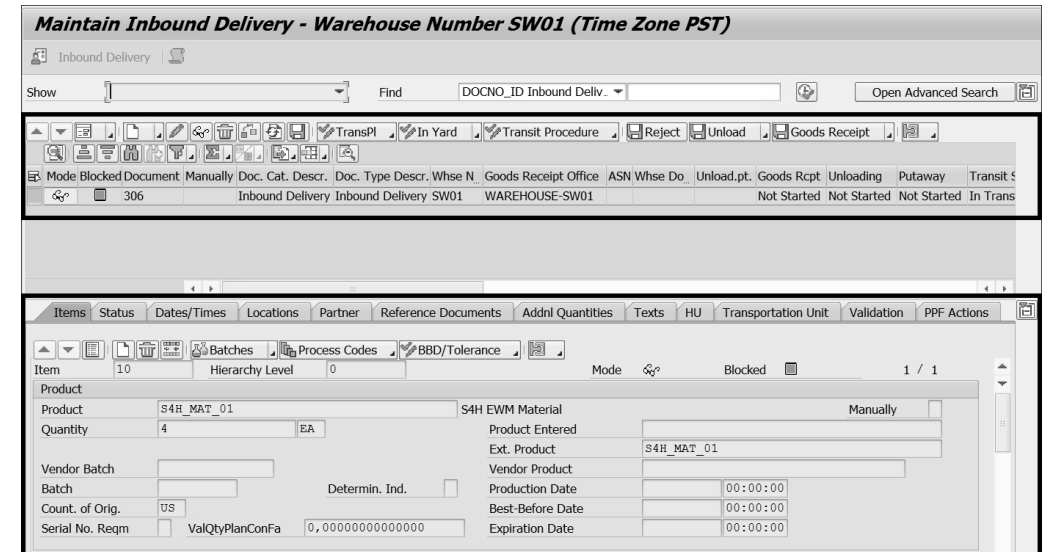 Maintain Inbound Delivery - Warehouse Number SW01 (Time Zone PST)
Inbound Delivery
Show Find DOCNO_ID Inbound Deliv.. Open Advanced Search
TransPl In Yard Transit Procedure Reject Unload Goods Receipt
Mode Blocked Document Manually Doc. Cat. Descr. Doc. Type Descr. Whse N... Goods Receipt Office ASN Whse Do... Unload.pt. Goods Rcpt Unloading Putaway Transit S
306 Inbound Delivery Inbound Delivery SW01 WAREHOUSE-SW01 Not Started Not Started Not Started In Trans
Items Status Dates/Times Locations Partner Reference Documents Addnl Quantities Texts HU Transportation Unit Validation PPF Actions
Batches Process Codes BBD/Tolerance
Item 10 Hierarchy Level 0 Mode Blocked 1 / 1
Product
Product S4H_MAT_01 S4H EWM Material Manually
Quantity 4 EA Product Entered
Ext. Product S4H_MAT_01
Vendor Batch Vendor Product
Batch Determin. Ind. Production Date 00:00:00
Count. of Orig. US Best-Before Date 00:00:00
Serial No. Reqm ValQtyPlanConFa 0,00000000000000 Expiration Date 00:00:00